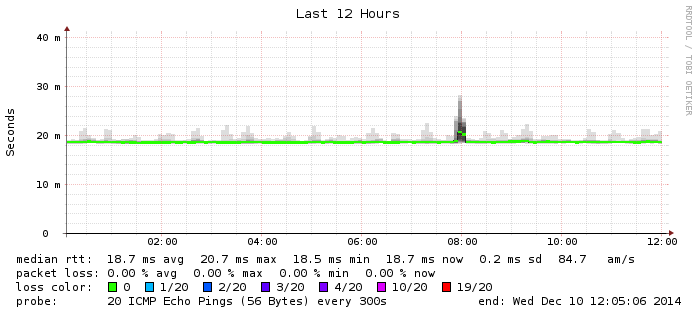 Last 12 Hours
RRDTOOL / TOBI OETIKER
Seconds
40 m
30 m
20 m
10 m
0
02:00 04:00 06:00 08:00 10:00 12:00
median rtt: 18.7 ms avg 20.7 ms max 18.5 ms min 18.7 ms now 0.2 ms sd 84.7 am/s
packet loss: 0.00 % avg 0.00 % max 0.00 % min 0.00 % now
loss color: 0 1/20 2/20 3/20 4/20 10/20 19/20
probe: 20 ICMP Echo Pings (56 Bytes) every 300s end: Wed Dec 10 12:05:06 2014